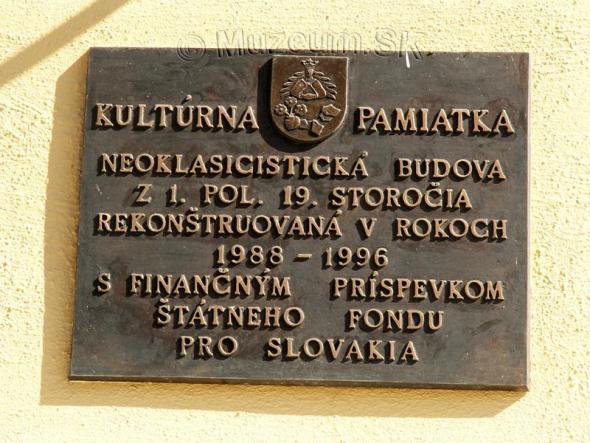 © Muzeum.Sk
KULTÚRNA PAMIATKA
NEOKLASICISTICKÁ BUDOVA
Z 1. POL. 19. STOROČIA
REKONŠTRUOVANÁ V ROKOCH
1988 - 1996
S FINANČNÝM PRÍSPEVKOM
ŠTÁTNEHO FONDU
PRO SLOVAKIA